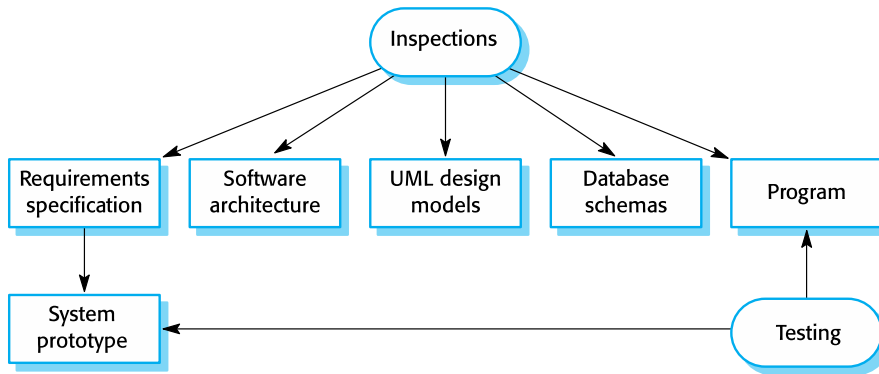 Inspections
Requirements
specification
Software
architecture
UML design
models
Database
schemas
Program
System
prototype
Testing